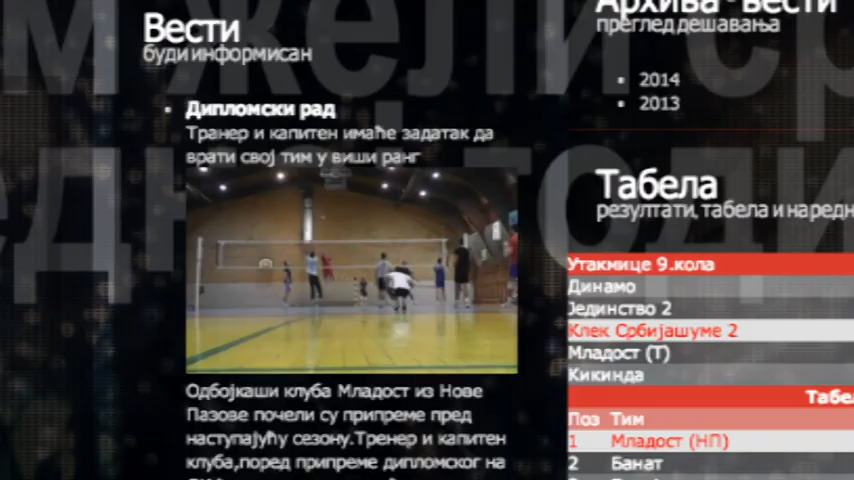 Вести
буди информисан
Дипломски рад
Транер и капитен имаће задатак да
врати свој тим у виши ранг
Одбојкаши клуба Младост из Нове
Пазове почели су припреме пред
наступајућу сезону.Тренер и капитен
клуба,поред припреме дипломског на
Архива - вести
преглед дешавања
2014
2013
Табела
резултати, табела и наредн
Утакмице 9.кола
Динамо
Јединство 2
Клек Србијашуме 2
Младост (Т)
Кикинда
Табе
Поз Тим
1 Младост (НП)
2 Банат